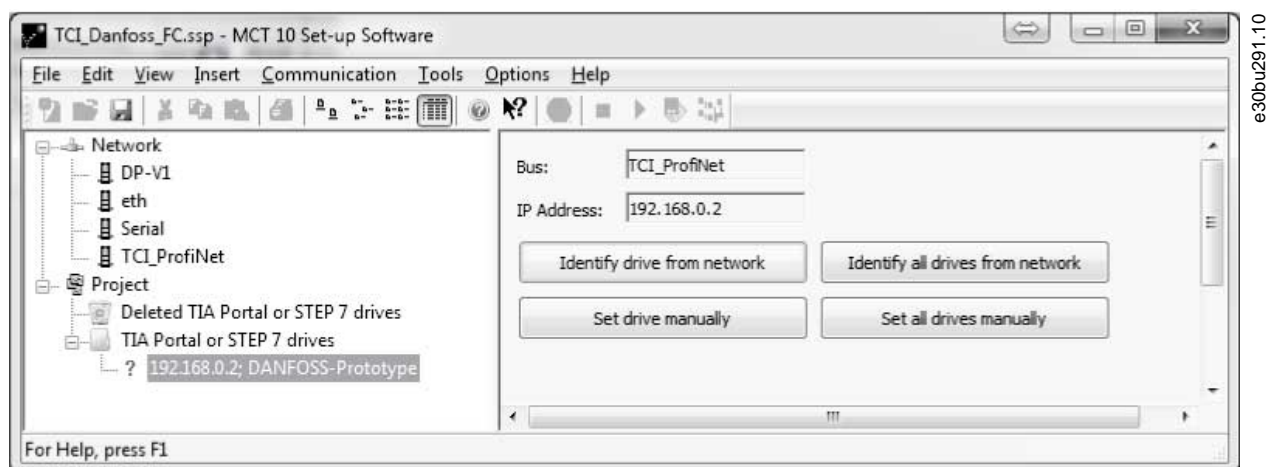 TCI_Danfoss_FC.ssp - MCT 10 Set-up Software
File Edit View Insert Communication Tools Options Help
Network
DP-V1
eth
Serial
TCI_ProfiNet
Project
Deleted TIA Portal or STEP 7 drives
TIA Portal or STEP 7 drives
? 192.168.0.2; DANFOSS-Prototype
Bus: TCI_ProfiNet
IP Address: 192.168.0.2
Identify drive from network Identify all drives from network
Set drive manually Set all drives manually
For Help, press F1
e30bu291.10